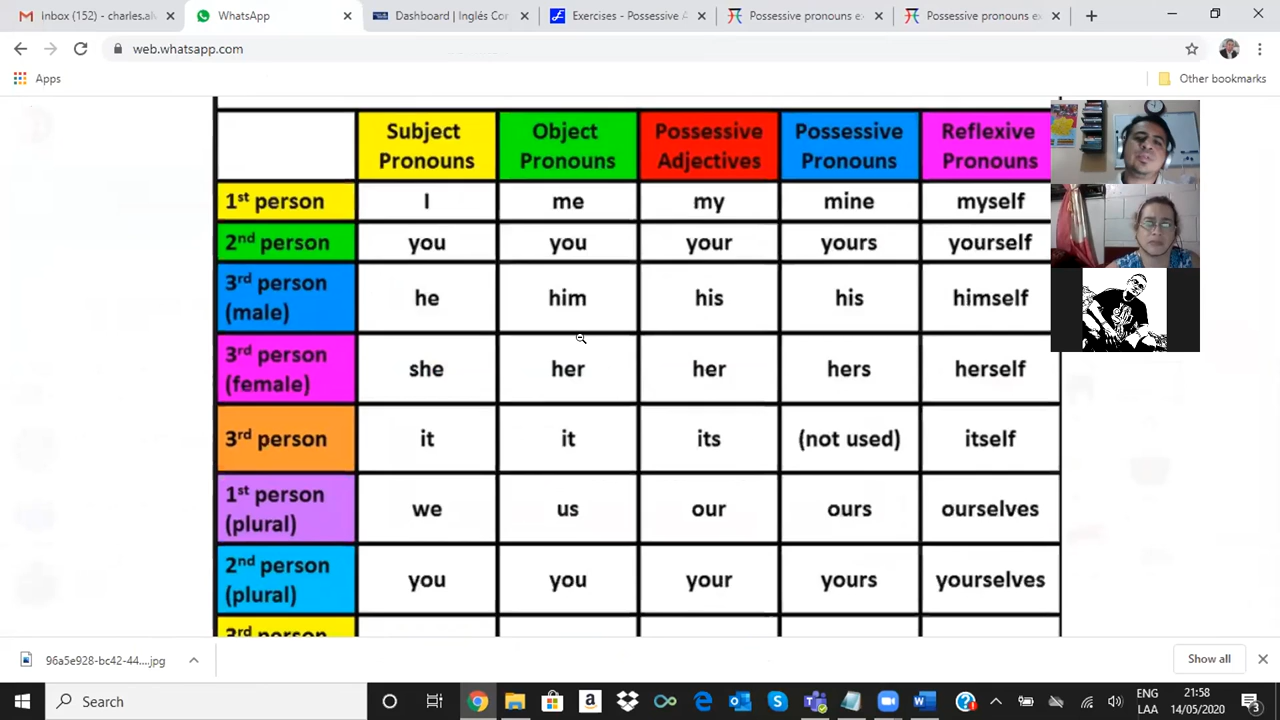 Inbox (152) - charles.al
WhatsApp
Dashboard | Inglés Cor
Exercises - Possessive A
Possessive pronouns e
Possessive pronouns e
web.whatsapp.com
Apps
Other bookmarks
Subject Pronouns
Object Pronouns
Possessive Adjectives
Possessive Pronouns
Reflexive Pronouns
1st person I me my mine myself
2nd person you you your yours yourself
3rd person (male) he him his his himself
3rd person (female) she her her hers herself
3rd person it it its (not used) itself
1st person (plural) we us our ours ourselves
2nd person (plural) you you your yours yourselves
3rd person
96a5e928-bc42-44....jpg
Show all
Search
ENG
LAA
21:58
14/05/2020
3